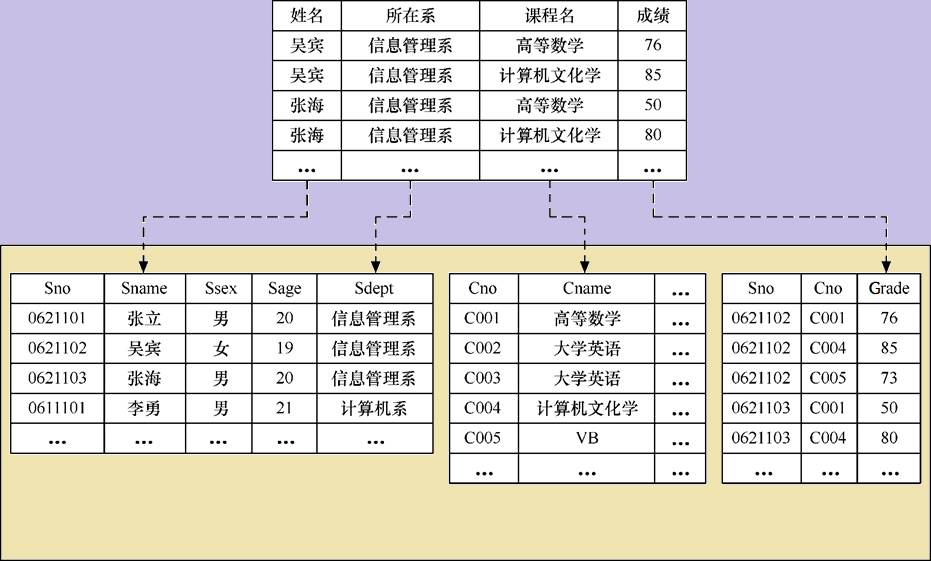 姓名 所在系 课程名 成绩
吴宾 信息管理系 高等数学 76
吴宾 信息管理系 计算机文化学 85
张海 信息管理系 高等数学 50
张海 信息管理系 计算机文化学 80
... ... ... ...
Sno Sname Ssex Sage Sdept
0621101 张立 男 20 信息管理系
0621102 吴宾 女 19 信息管理系
0621103 张海 男 20 信息管理系
0611101 李勇 男 21 计算机系
... ... ... ... ...
Cno Cname ...
C001 高等数学 ...
C002 大学英语 ...
C003 大学英语 ...
C004 计算机文化学 ...
C005 VB ...
... ... ...
Sno Cno Grade
0621102 C001 76
0621102 C004 85
0621102 C005 73
0621103 C001 50
0621103 C004 80
... ... ...